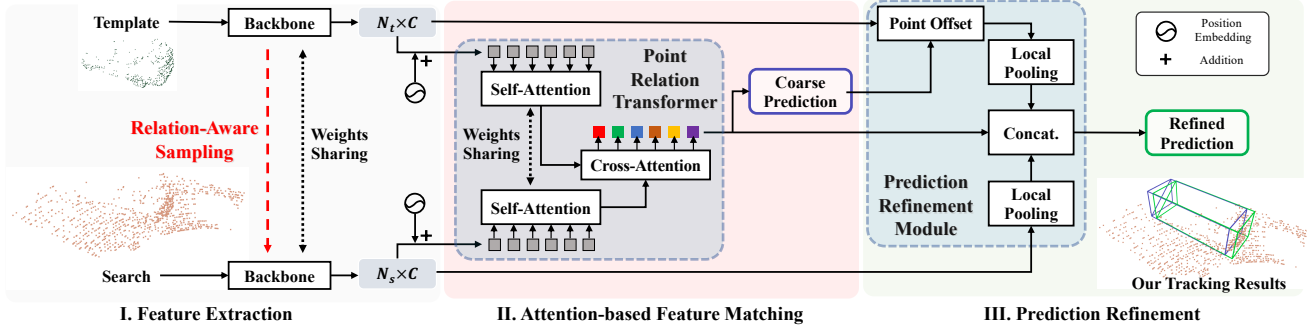 Template
Backbone
N_t×C
Point Offset
Position
Embedding
Addition
+
+
Local
Pooling
Point
Relation
Transformer
Self-Attention
Coarse
Prediction
Relation-Aware
Sampling
Weights
Sharing
Weights
Sharing
Cross-Attention
Concat.
Refined
Prediction
Self-Attention
Prediction
Refinement
Module
Local
Pooling
+
Search
Backbone
N_s×C
Our Tracking Results
I. Feature Extraction
II. Attention-based Feature Matching
III. Prediction Refinement